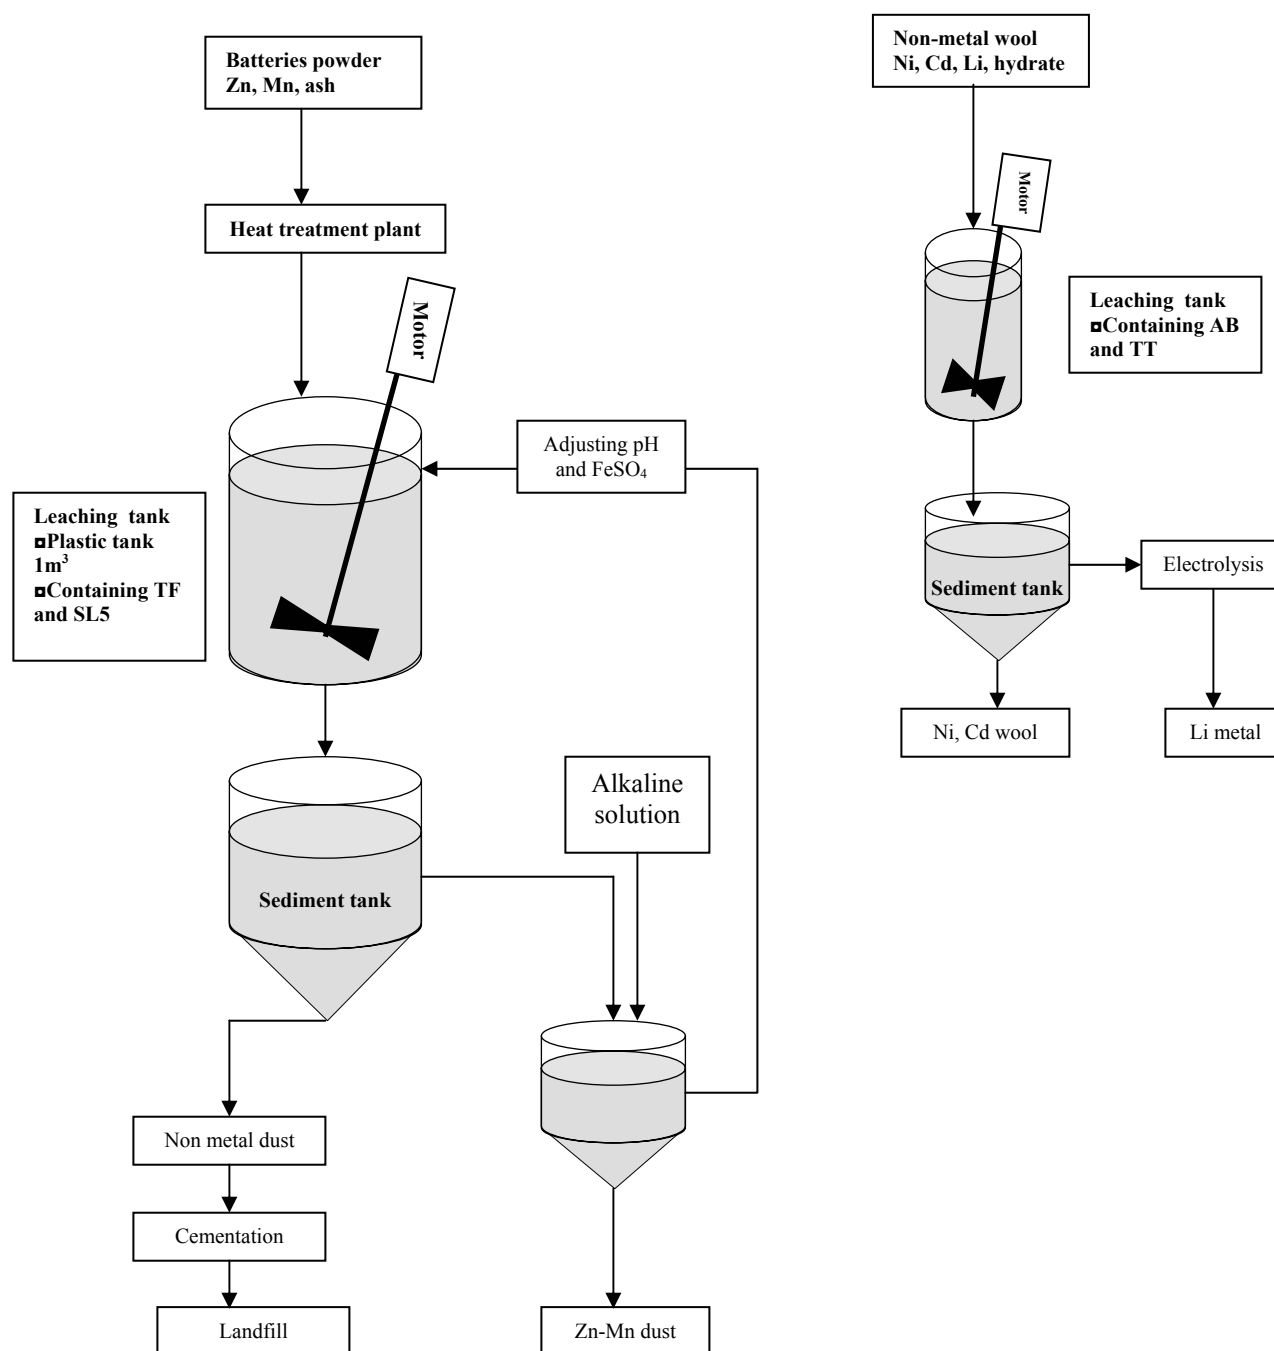 Batteries powder
Zn, Mn, ash
Heat treatment plant
Motor
Leaching  tank
◘Plastic tank
1m³
◘Containing TF
and SL5
Adjusting pH
and FeSO₄
Sediment tank
Alkaline
solution
Non metal dust
Cementation
Landfill
Zn-Mn dust
Non-metal wool
Ni, Cd, Li, hydrate
Motor
Leaching  tank
◘Containing AB
and TT
Sediment tank
Electrolysis
Ni, Cd wool
Li metal